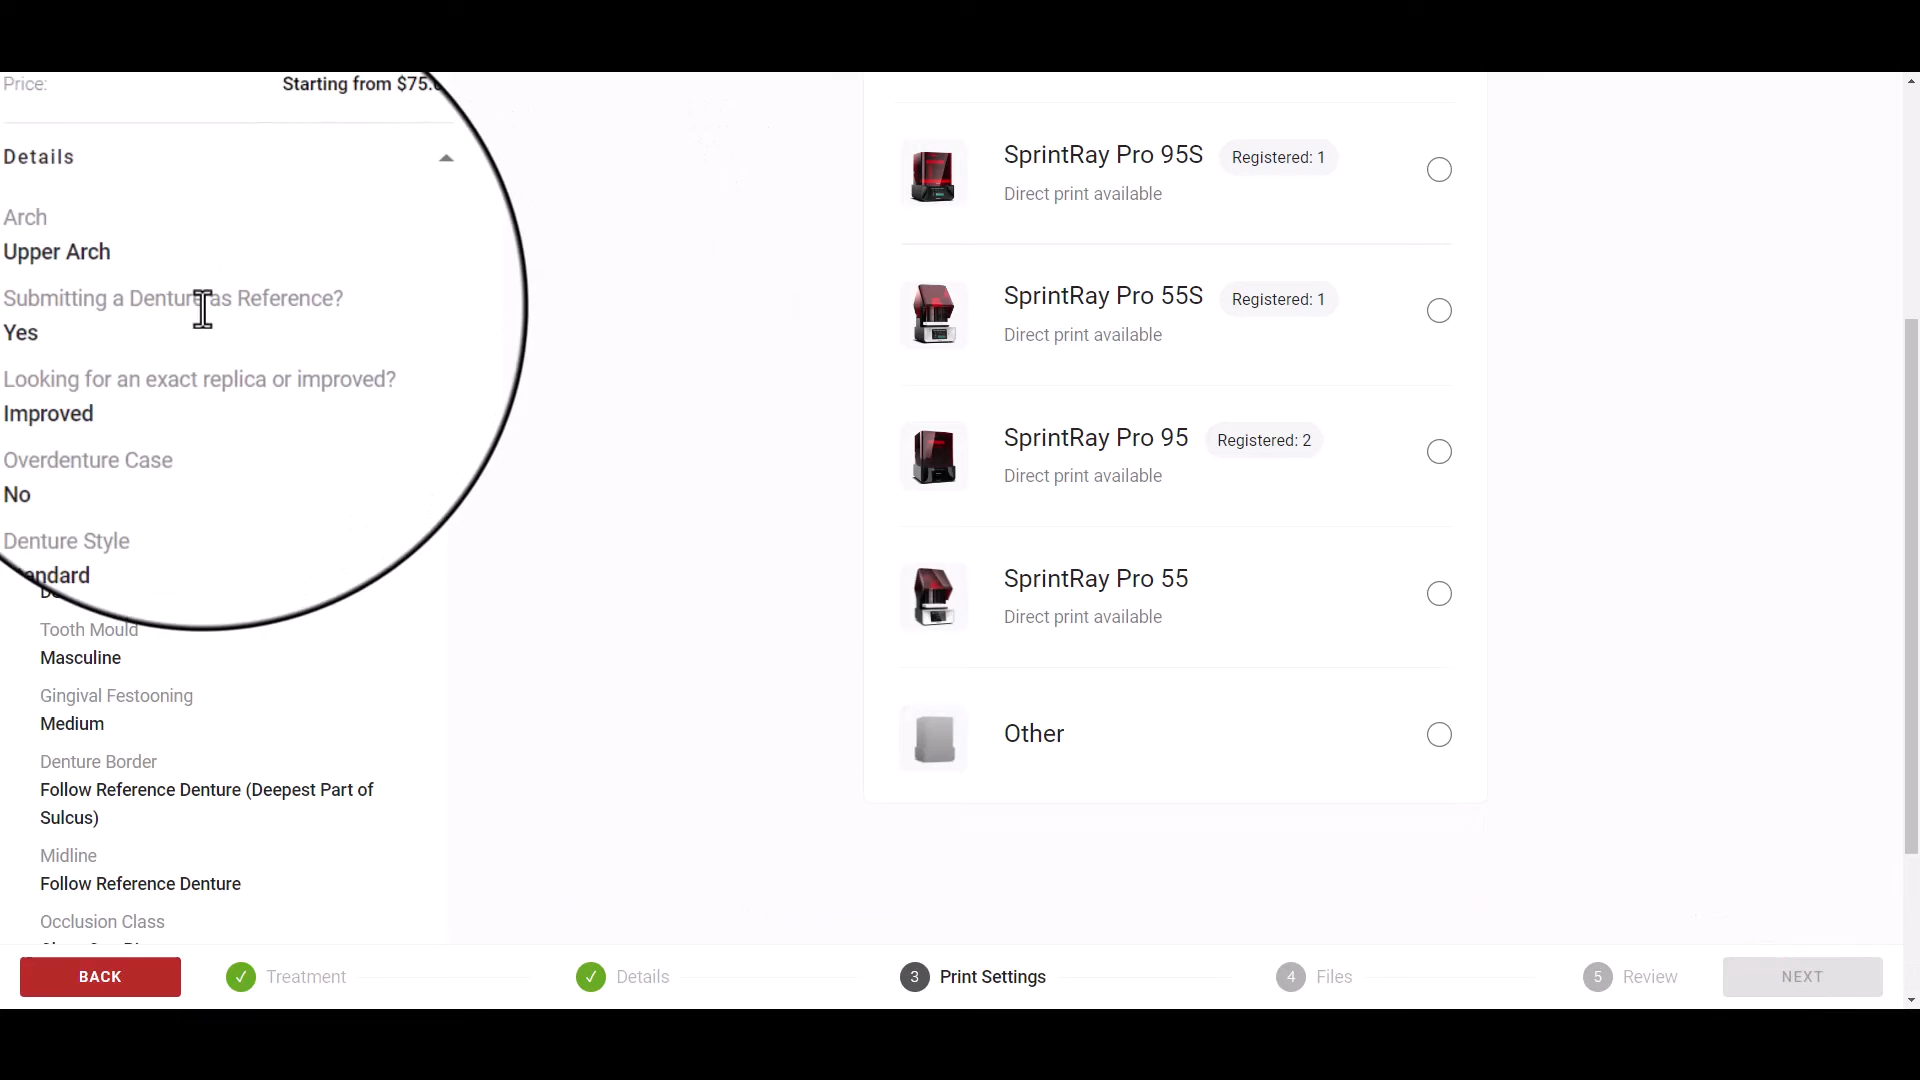 Price:
Starting from $75.
Details
Arch
Upper Arch
Submitting a Denture as Reference?
Yes
Looking for an exact replica or improved?
Improved
Overdenture Case
No
Denture Style
Tooth Mould
Masculine
Gingival Festooning
Medium
Denture Border
Follow Reference Denture (Deepest Part of
Sulcus)
Midline
Follow Reference Denture
Occlusion Class
SprintRay Pro 95S
Registered: 1
Direct print available
SprintRay Pro 55S
Registered: 1
Direct print available
SprintRay Pro 95
Registered: 2
Direct print available
SprintRay Pro 55
Direct print available
Other
BACK
Treatment
Details
3 Print Settings
4 Files
5 Review
NEXT